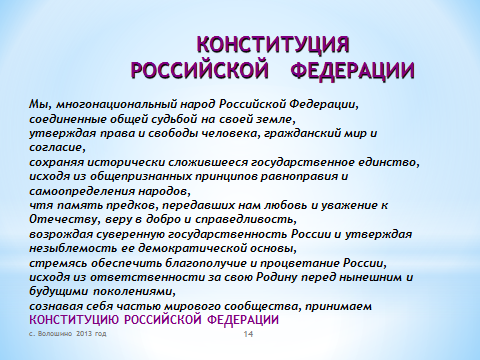 КОНСТИТУЦИЯ
РОССИЙСКОЙ ФЕДЕРАЦИИ
Мы, многонациональный народ Российской Федерации,
соединенные общей судьбой на своей земле,
утверждая права и свободы человека, гражданский мир и
согласие,
сохраняя исторически сложившееся государственное единство,
исходя из общепризнанных принципов равноправия и
самоопределения народов,
чтя память предков, передавших нам любовь и уважение к
Отечеству, веру в добро и справедливость,
возрождая суверенную государственность России и утверждая
незыблемость ее демократической основы,
стремясь обеспечить благополучие и процветание России,
исходя из ответственности за свою Родину перед нынешним и
будущими поколениями,
сознавая себя частью мирового сообщества, принимаем
КОНСТИТУЦИЮ РОССИЙСКОЙ ФЕДЕРАЦИИ
с. Волошино 2013 год
14